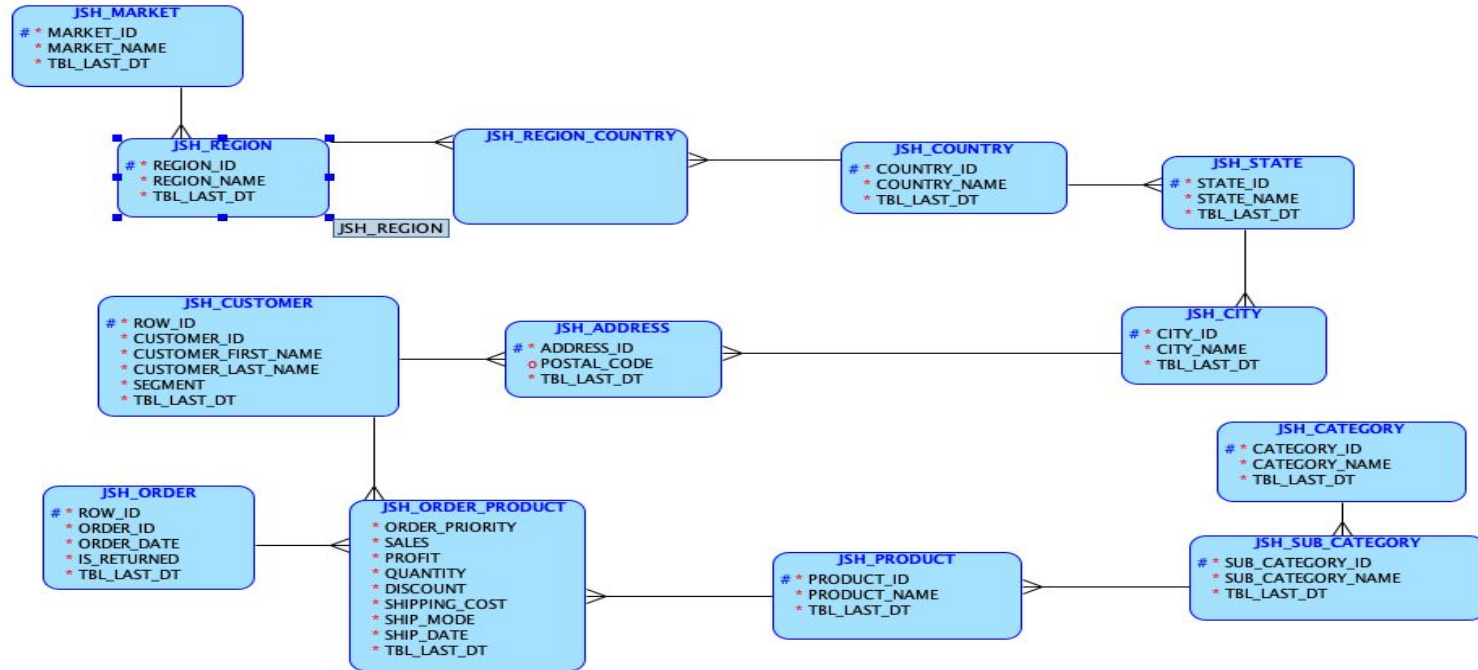 JSH_MARKET
# * MARKET_ID
* MARKET_NAME
* TBL_LAST_DT
JSH_REGION
# * REGION_ID
* REGION_NAME
* TBL_LAST_DT
JSH_REGION
JSH_REGION_COUNTRY
JSH_COUNTRY
# * COUNTRY_ID
* COUNTRY_NAME
* TBL_LAST_DT
JSH_STATE
# * STATE_ID
* STATE_NAME
* TBL_LAST_DT
JSH_CUSTOMER
# * ROW_ID
* CUSTOMER_ID
* CUSTOMER_FIRST_NAME
* CUSTOMER_LAST_NAME
* SEGMENT
* TBL_LAST_DT
JSH_ADDRESS
# * ADDRESS_ID
o POSTAL_CODE
* TBL_LAST_DT
JSH_CITY
# * CITY_ID
* CITY_NAME
* TBL_LAST_DT
JSH_CATEGORY
# * CATEGORY_ID
* CATEGORY_NAME
* TBL_LAST_DT
JSH_ORDER
# * ROW_ID
* ORDER_ID
* ORDER_DATE
* IS_RETURNED
* TBL_LAST_DT
JSH_ORDER_PRODUCT
* ORDER_PRIORITY
* SALES
* PROFIT
* QUANTITY
* DISCOUNT
* SHIPPING_COST
* SHIP_MODE
* SHIP_DATE
* TBL_LAST_DT
JSH_PRODUCT
# * PRODUCT_ID
* PRODUCT_NAME
* TBL_LAST_DT
JSH_SUB_CATEGORY
# * SUB_CATEGORY_ID
* SUB_CATEGORY_NAME
* TBL_LAST_DT